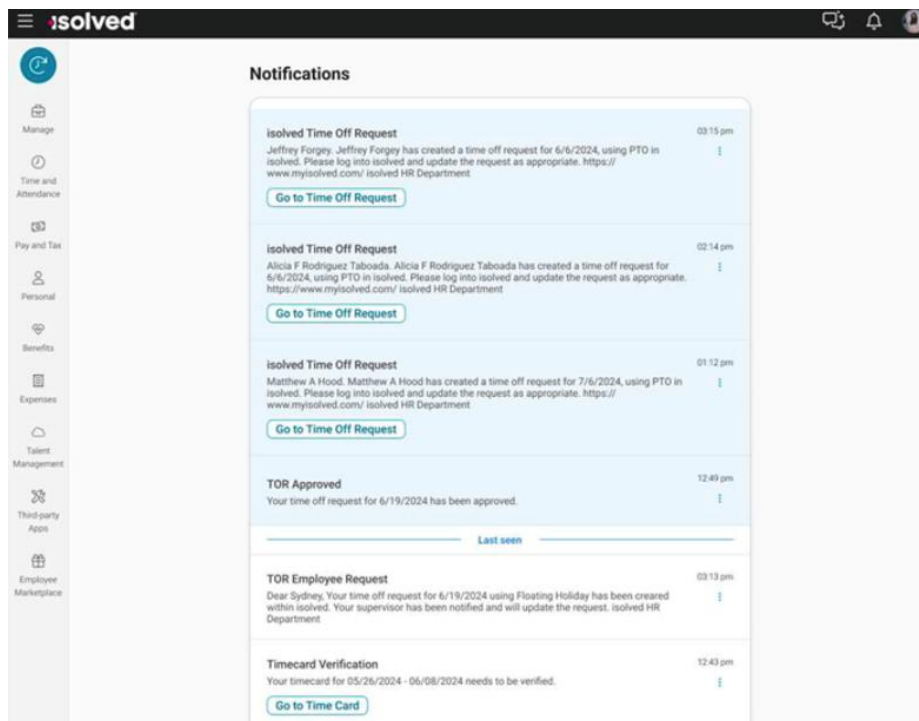 isolved
Manage
Time and
Attendance
Pay and Tax
Personal
Benefits
Expenses
Talent
Management
Third-party
Apps
Employee
Marketplace
Notifications
isolved Time Off Request
03:15 pm
Jeffrey Forgey. Jeffrey Forgey has created a time off request for 6/6/2024, using PTO in
isolved. Please log into isolved and update the request as appropriate. https://
www.myisolved.com/ isolved HR Department
Go to Time Off Request
isolved Time Off Request
02:14 pm
Alicia F Rodriguez Taboada. Alicia F Rodriguez Taboada has created a time off request for
6/6/2024, using PTO in isolved. Please log into isolved and update the request as appropriate.
https://www.myisolved.com/ isolved HR Department
Go to Time Off Request
isolved Time Off Request
01:12 pm
Matthew A Hood. Matthew A Hood has created a time off request for 7/6/2024, using PTO in
isolved. Please log into isolved and update the request as appropriate. https://
www.myisolved.com/ isolved HR Department
Go to Time Off Request
TOR Approved
12:49 pm
Your time off request for 6/19/2024 has been approved.
Last seen
TOR Employee Request
03:13 pm
Dear Sydney, Your time off request for 6/19/2024 using Floating Holiday has been creared
within isolved. Your supervisor has been notified and will update the request. isolved HR
Department
Timecard Verification
12:43 pm
Your timecard for 05/26/2024 - 06/08/2024 needs to be verified.
Go to Time Card